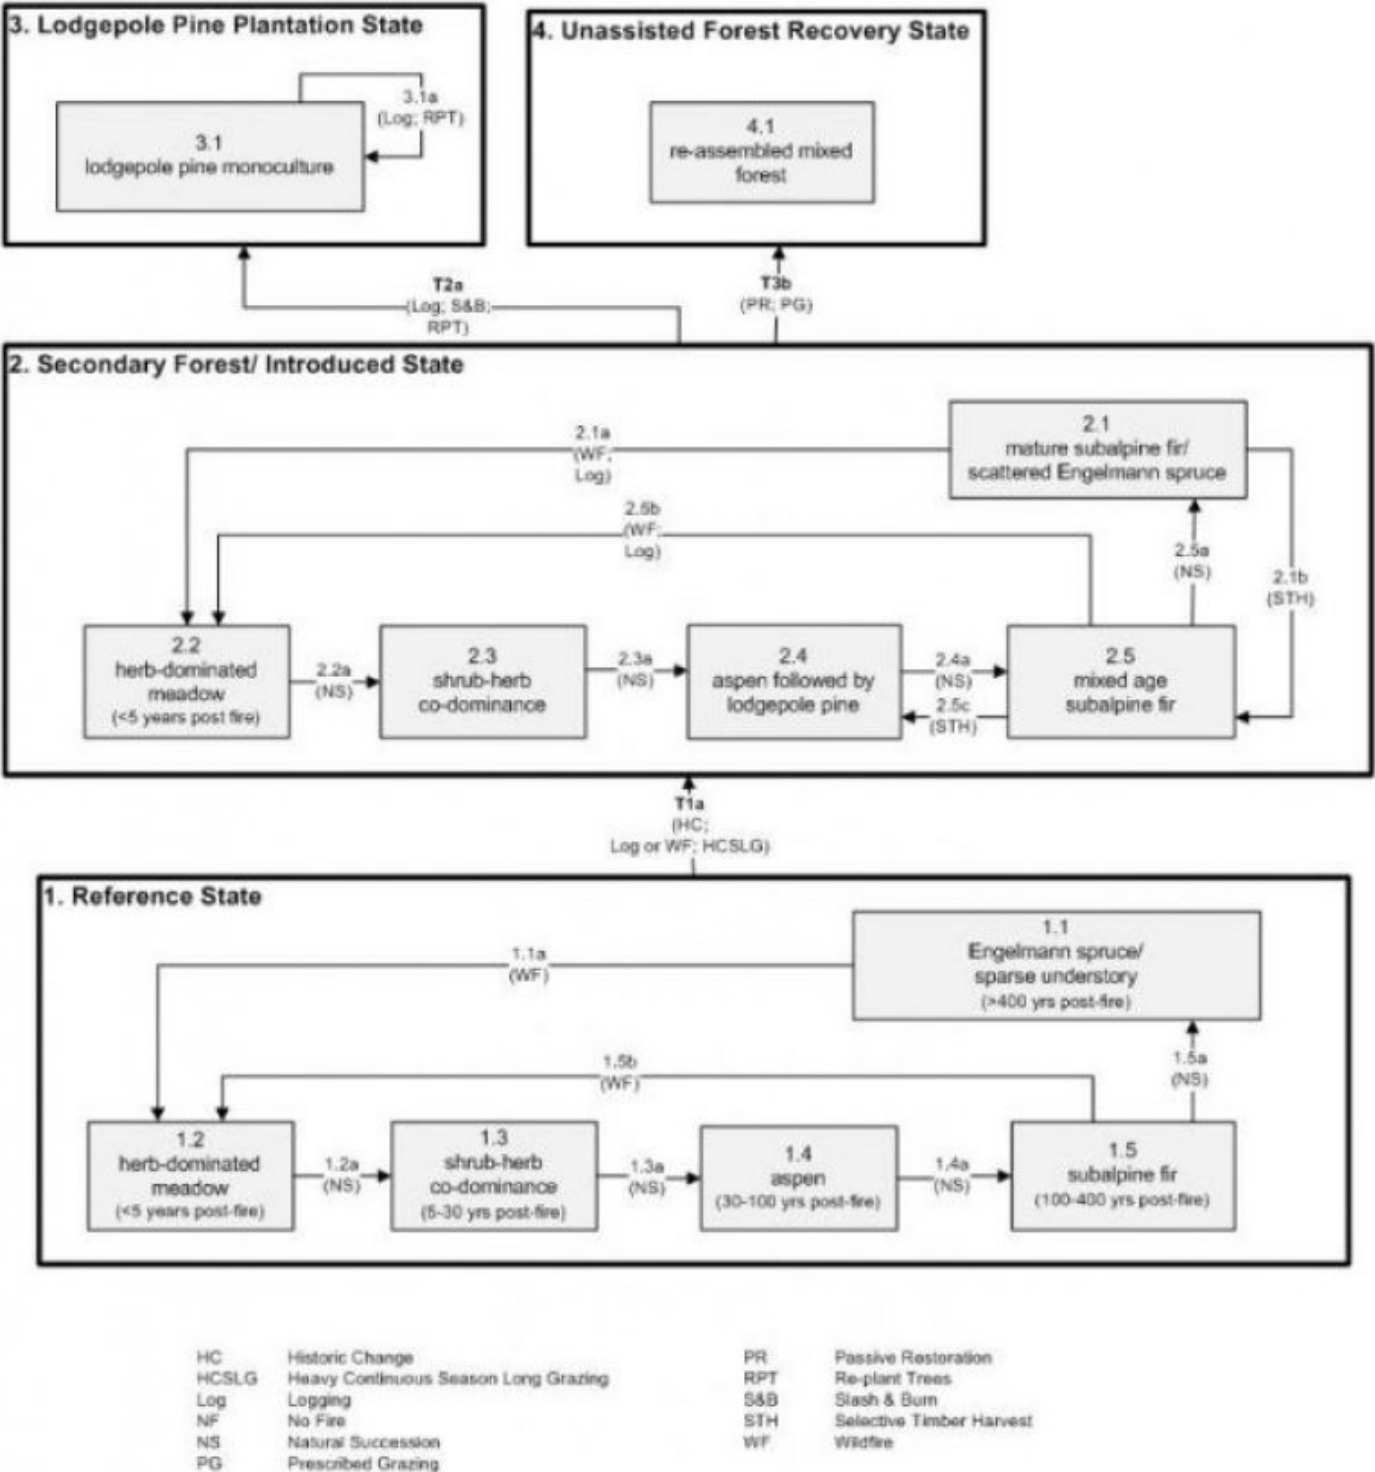 3. Lodgepole Pine Plantation State
3.1a
(Log; RPT)
3.1
lodgepole pine monoculture
4. Unassisted Forest Recovery State
4.1
re-assembled mixed
forest
T2a
(Log; S&B;
RPT)
T3b
(PR; PG)
2. Secondary Forest/ Introduced State
2.1
mature subalpine fir/
scattered Engelmann spruce
2.1a
(WF;
Log)
2.5b
(WF;
Log)
2.5a
(NS)
2.1b
(STH)
2.2
herb-dominated
meadow
(<5 years post fire)
2.2a
(NS)
2.3
shrub-herb
co-dominance
2.3a
(NS)
2.4
aspen followed by
lodgepole pine
2.4a
(NS)
2.5c
(STH)
2.5
mixed age
subalpine fir
T1a
(HC;
Log or WF; HCSLG)
1. Reference State
1.1
Engelmann spruce/
sparse understory
(>400 yrs post-fire)
1.1a
(WF)
1.5b
(WF)
1.5a
(NS)
1.2
herb-dominated
meadow
(<5 years post-fire)
1.2a
(NS)
1.3
shrub-herb
co-dominance
(5-30 yrs post-fire)
1.3a
(NS)
1.4
aspen
(30-100 yrs post-fire)
1.4a
(NS)
1.5
subalpine fir
(100-400 yrs post-fire)
HC Historic Change
HCSLG Heavy Continuous Season Long Grazing
Log Logging
NF No Fire
NS Natural Succession
PG Prescribed Grazing
PR Passive Restoration
RPT Re-plant Trees
S&B Slash & Burn
STH Selective Timber Harvest
WF Wildfire